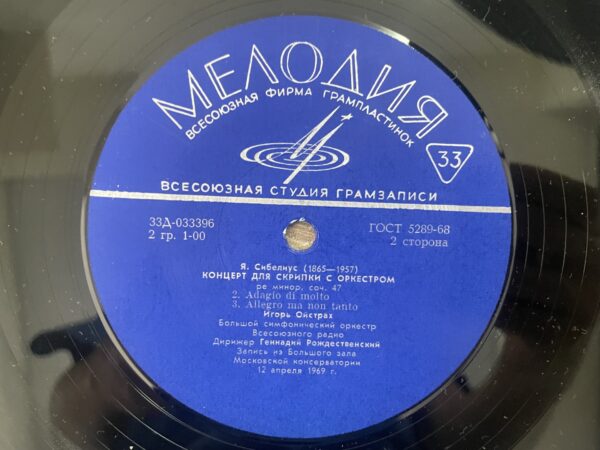 МЕЛОДИЯ
ВСЕСОЮЗНАЯ ФИРМА ГРАМПЛАСТИНОК
33
ВСЕСОЮЗНАЯ СТУДИЯ ГРАМЗАПИСИ
33Д-033396
ГОСТ 5289-68
2 гр. 1-00
2 сторона
Я. Сибелиус (1865—1957)
КОНЦЕРТ ДЛЯ СКРИПКИ С ОРКЕСТРОМ
ре минор, соч. 47
2. Adagio di molto
3. Allegro ma non tanto
Игорь Ойстрах
Большой симфонический оркестр
Всесоюзного радио
Дирижер Геннадий Рождественский
Запись из Большого зала
Московской консерватории
12 апреля 1969 г.